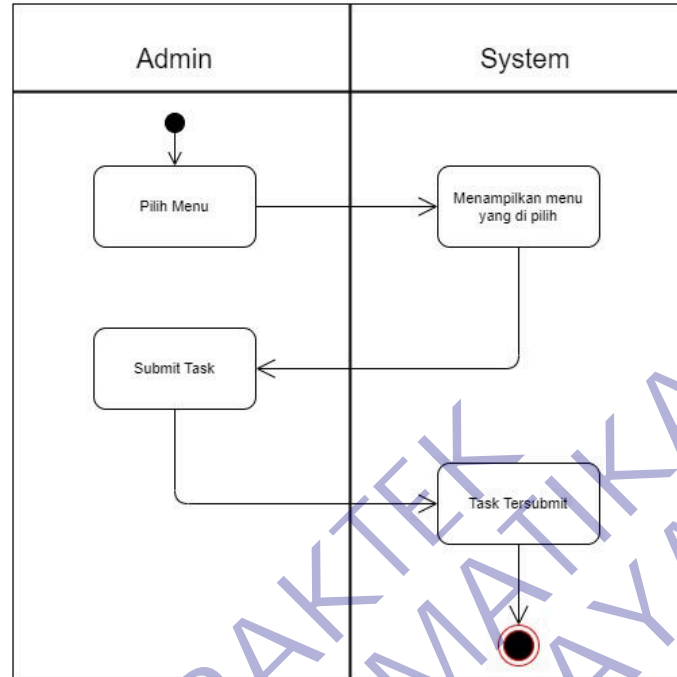 Admin
System
Pilih Menu
Menampilkan menu
yang di pilih
Submit Task
Task Tersubmit